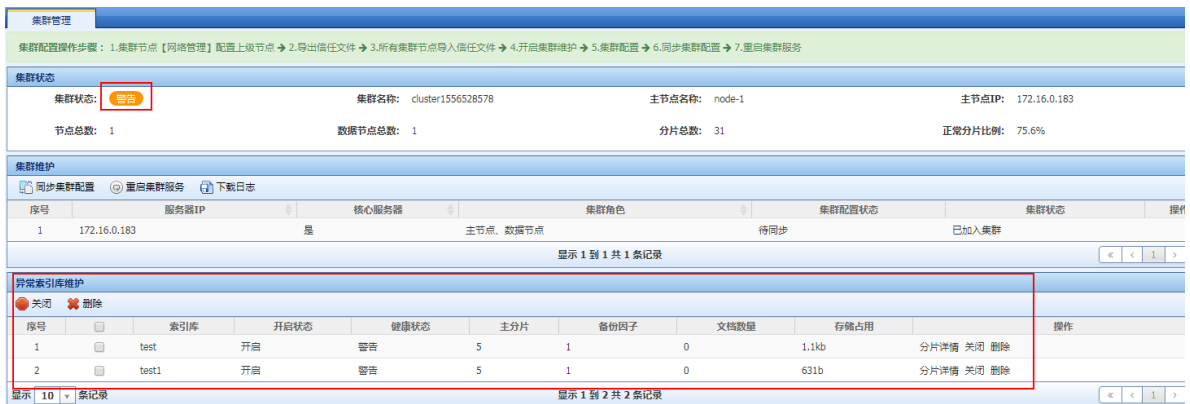 集群管理
集群配置操作步骤： 1.集群节点【网络管理】配置上级节点 → 2.导出信任文件 → 3.所有集群节点导入信任文件 → 4.开启集群维护 → 5.集群配置 → 6.同步集群配置 → 7.重启集群服务
集群状态
集群状态: 警告 集群名称: cluster1556528578 主节点名称: node-1 主节点IP: 172.16.0.183
节点总数: 1 数据节点总数: 1 分片总数: 31 正常分片比例: 75.6%
集群维护
同步集群配置 重启集群服务 下载日志
序号 服务器IP 核心服务器 集群角色 集群配置状态 集群状态 操作
1 172.16.0.183 是 主节点、数据节点 待同步 已加入集群
显示 1 到 1 共 1 条记录 « < 1 >
异常索引库维护
关闭 删除
序号 索引库 开启状态 健康状态 主分片 备份因子 文档数量 存储占用 操作
1 test 开启 警告 5 1 0 1.1kb 分片详情 关闭 删除
2 test1 开启 警告 5 1 0 631b 分片详情 关闭 删除
显示 10 条记录 显示 1 到 2 共 2 条记录 « < 1 >